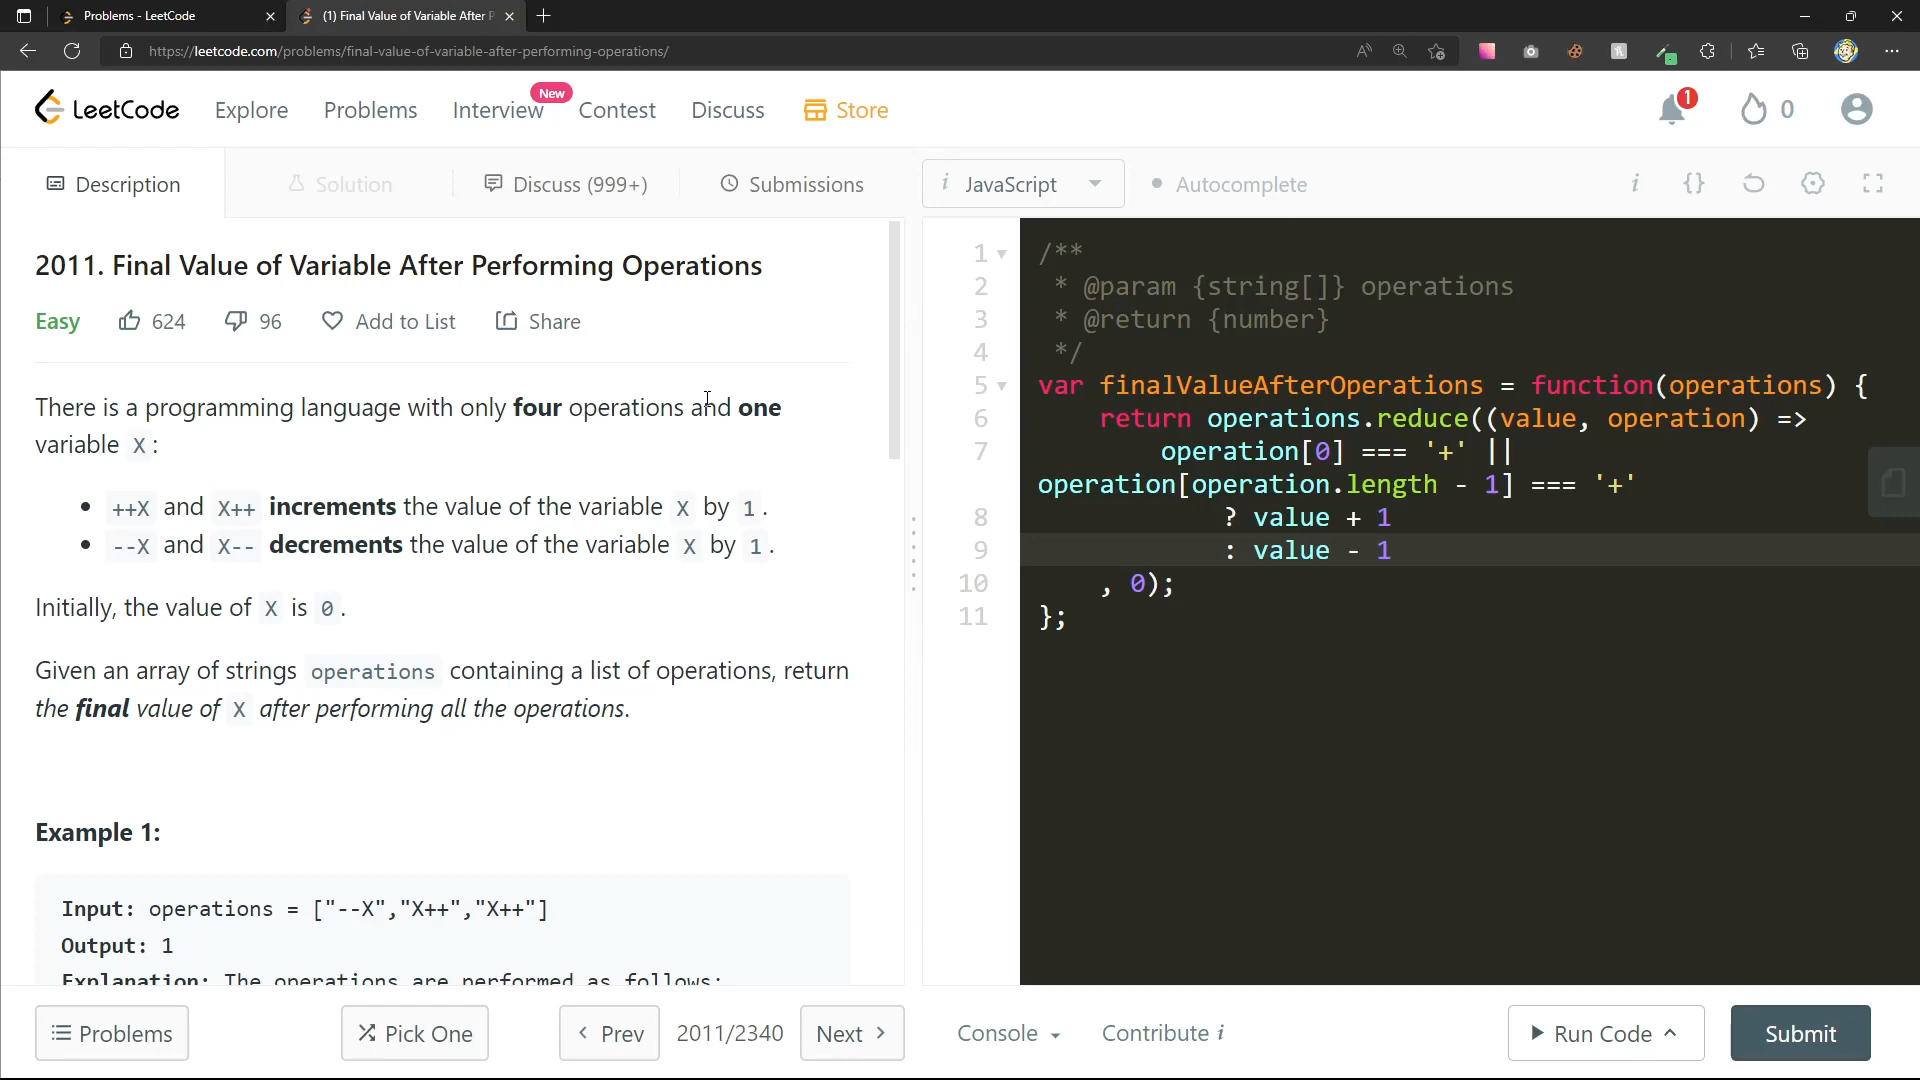 Problems - LeetCode
(1) Final Value of Variable After P
https://leetcode.com/problems/final-value-of-variable-after-performing-operations/
LeetCode
Explore
Problems
Interview
New
Contest
Discuss
Store
1
0
Description
Solution
Discuss (999+)
Submissions
i JavaScript
Autocomplete
i
{}
2011. Final Value of Variable After Performing Operations
Easy 624 96 Add to List Share
There is a programming language with only four operations and one
variable X:
• ++X and X++ increments the value of the variable X by 1.
• --X and X-- decrements the value of the variable X by 1.
Initially, the value of X is 0.
Given an array of strings operations containing a list of operations, return
the final value of X after performing all the operations.
Example 1:
Input: operations = ["--X","X++","X++"]
Output: 1
Explanation: The operations are performed as follows:
1 /**
2 * @param {string[]} operations
3 * @return {number}
4 */
5 var finalValueAfterOperations = function(operations) {
6 return operations.reduce((value, operation) =>
7 operation[0] === '+' ||
operation[operation.length - 1] === '+'
8 ? value + 1
9 : value - 1
10 , 0);
11 };
Problems
Pick One
Prev
2011/2340
Next
Console
Contribute i
Run Code
Submit